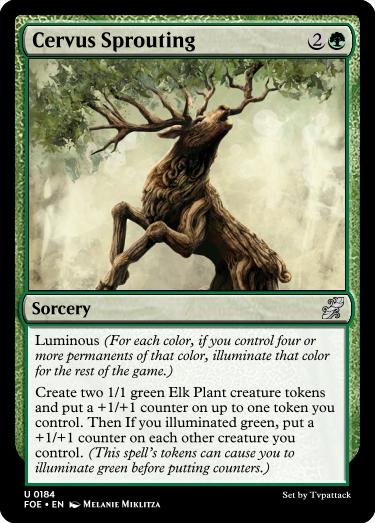 Cervus Sprouting 2
Sorcery
Luminous (For each color, if you control four or
more permanents of that color, illuminate that color
for the rest of the game.)
Create two 1/1 green Elk Plant creature tokens
and put a +1/+1 counter on up to one token you
control. Then If you illuminated green, put a
+1/+1 counter on each other creature you
control. (This spell's tokens can cause you to
illuminate green before putting counters.)
U 0184
FOE • EN Melanie Miklitza
Set by Tvpattack